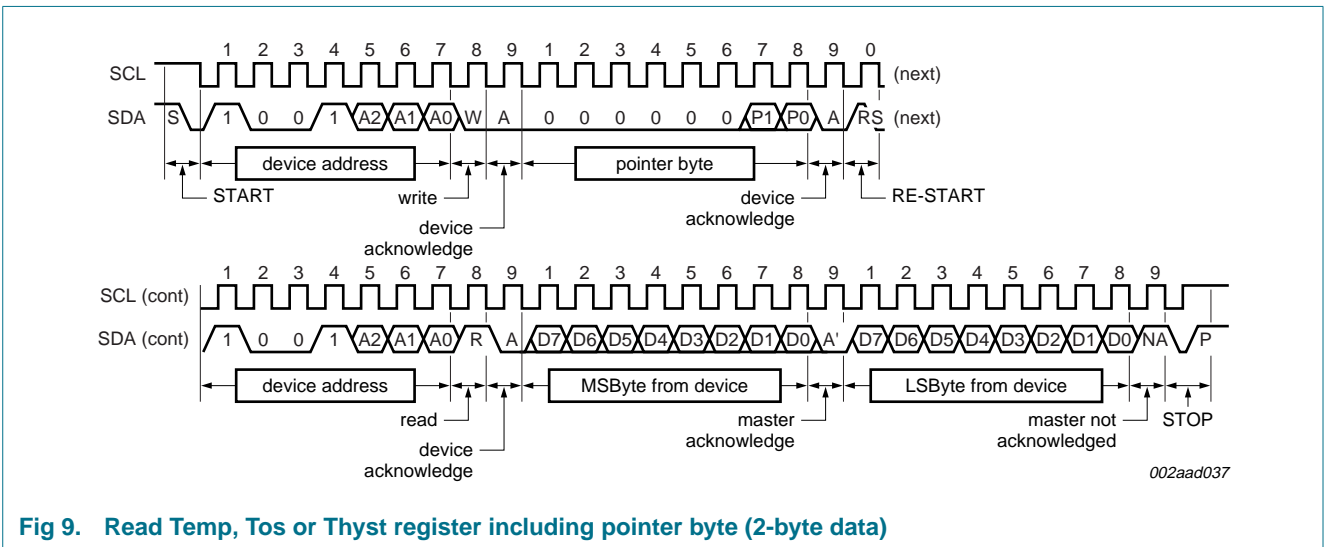 1 2 3 4 5 6 7 8 9 1 2 3 4 5 6 7 8 9 0
SCL (next)
SDA S 1 0 0 1 A2 A1 A0 W A 0 0 0 0 0 0 P1 P0 A RS (next)
device address pointer byte
START write device RE-START
acknowledge
device
acknowledge
1 2 3 4 5 6 7 8 9 1 2 3 4 5 6 7 8 9 1 2 3 4 5 6 7 8 9
SCL (cont)
SDA (cont) 1 0 0 1 A2 A1 A0 R A D7 D6 D5 D4 D3 D2 D1 D0 A' D7 D6 D5 D4 D3 D2 D1 D0 NA P
device address MSByte from device LSByte from device
read master master not STOP
acknowledge acknowledged
device
acknowledge
002aad037
Fig 9. Read Temp, Tos or Thyst register including pointer byte (2-byte data)